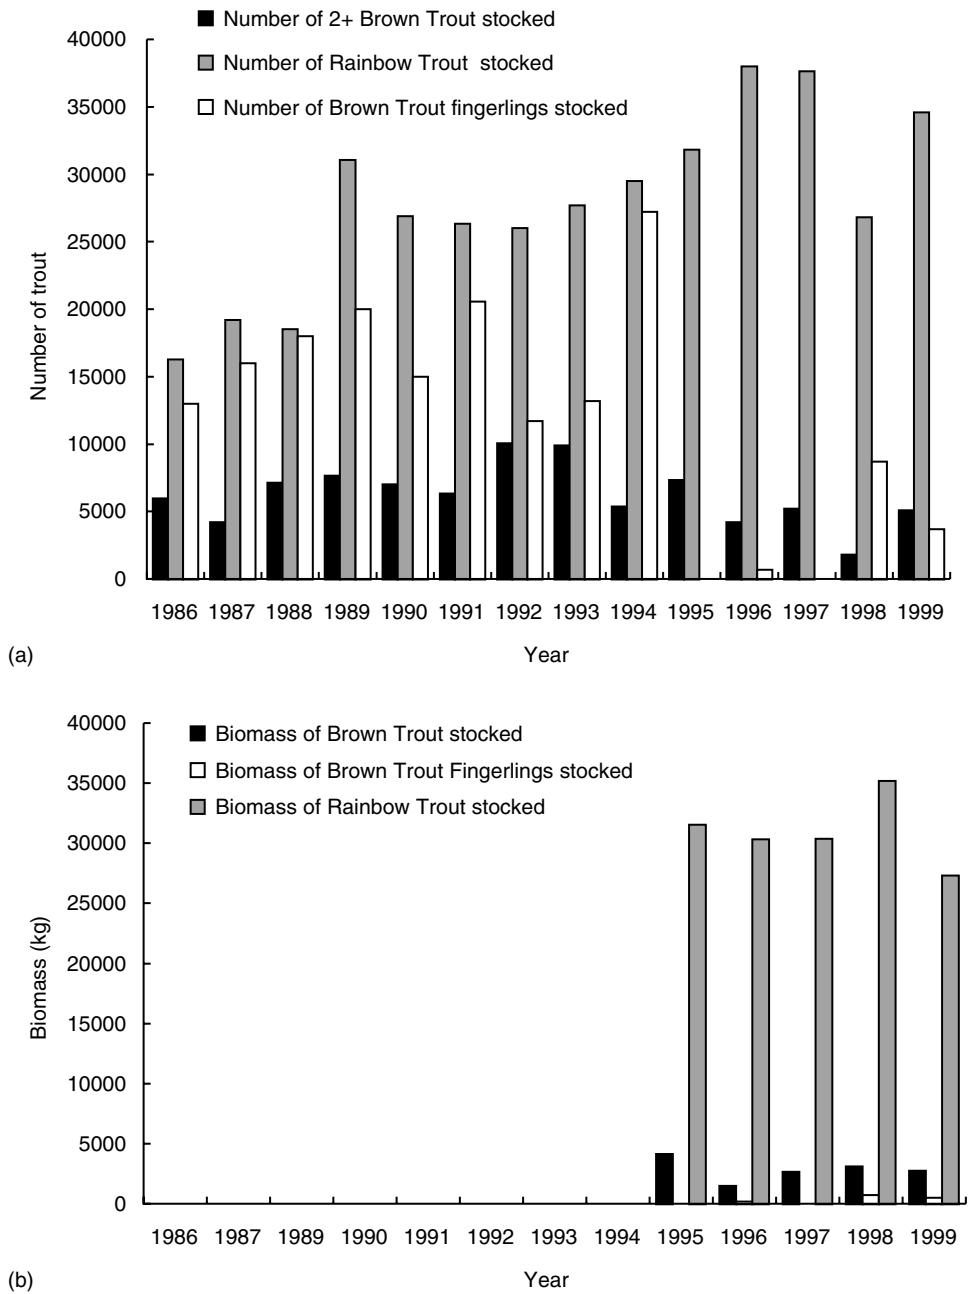 Number of 2+ Brown Trout stocked
Number of Rainbow Trout stocked
Number of Brown Trout fingerlings stocked
40000
35000
30000
25000
20000
15000
10000
5000
0
Number of trout
1986 1987 1988 1989 1990 1991 1992 1993 1994 1995 1996 1997 1998 1999
Year
(a)
Biomass of Brown Trout stocked
Biomass of Brown Trout Fingerlings stocked
Biomass of Rainbow Trout stocked
40000
35000
30000
25000
20000
15000
10000
5000
0
Biomass (kg)
1986 1987 1989 1990 1991 1992 1993 1994 1995 1996 1997 1998 1999
Year
(b)